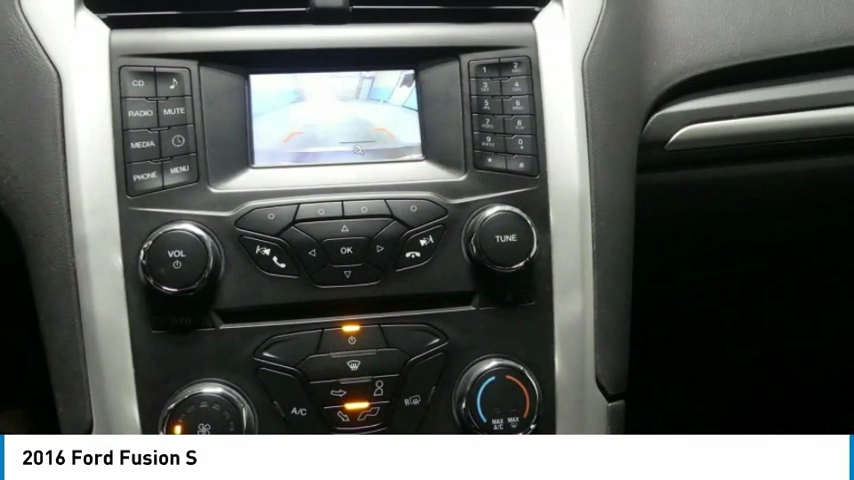 CD
RADIO MUTE
MEDIA
PHONE MENU
1 2
3 4
5 6
7 8
9 0
* #
VOL
OK
TUNE
A/C
R
MAX A/C
MAX
2016 Ford Fusion S